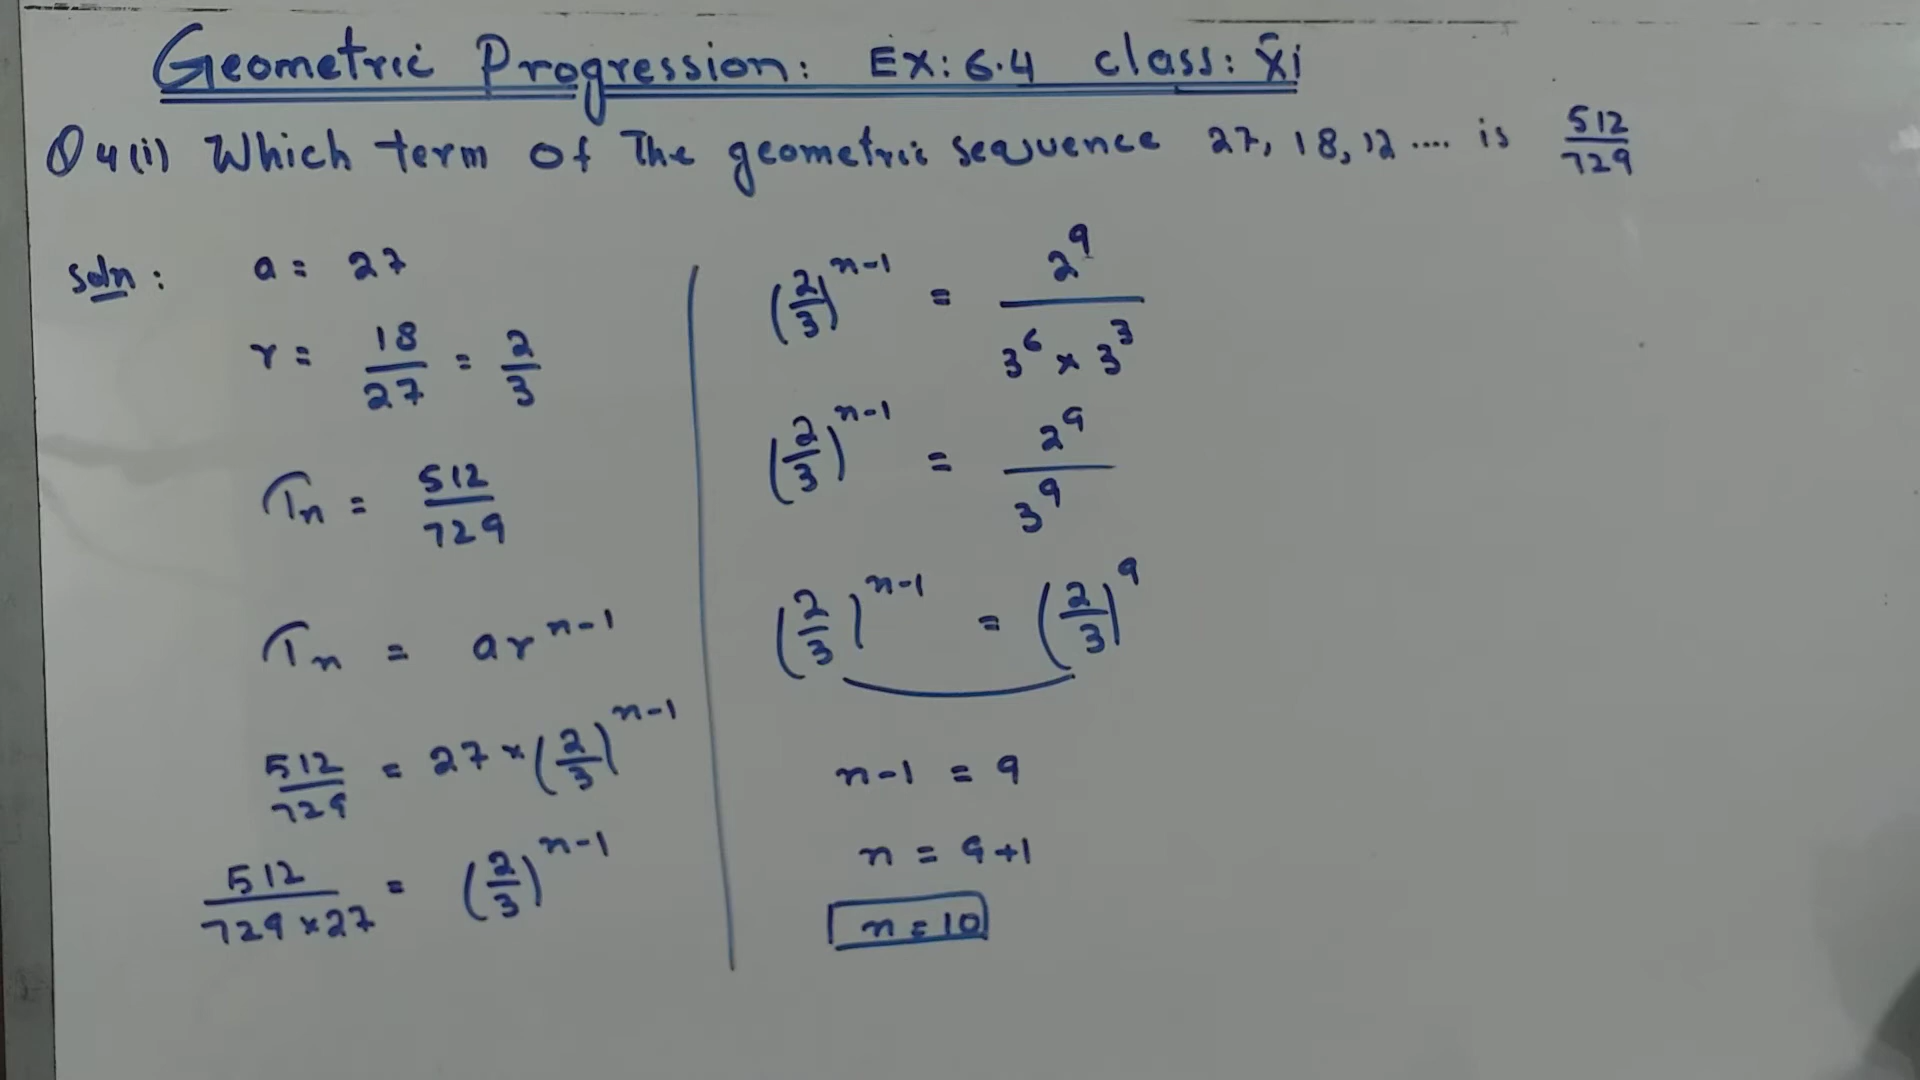 Geometric Progression: Ex: 6.4 class: XI
Q4(i) Which term of The geometric sequence 27, 18, 12 .... is 512/729
Soln: a = 27
r = 18/27 = 2/3
Tn = 512/729
Tn = ar^n-1
512/729 = 27 × (2/3)^n-1
512/729×27 = (2/3)^n-1
(2/3)^n-1 = 2^9/3^6 × 3^3
(2/3)^n-1 = 2^9/3^9
(2/3)^n-1 = (2/3)^9
n-1 = 9
n = 9+1
n = 10